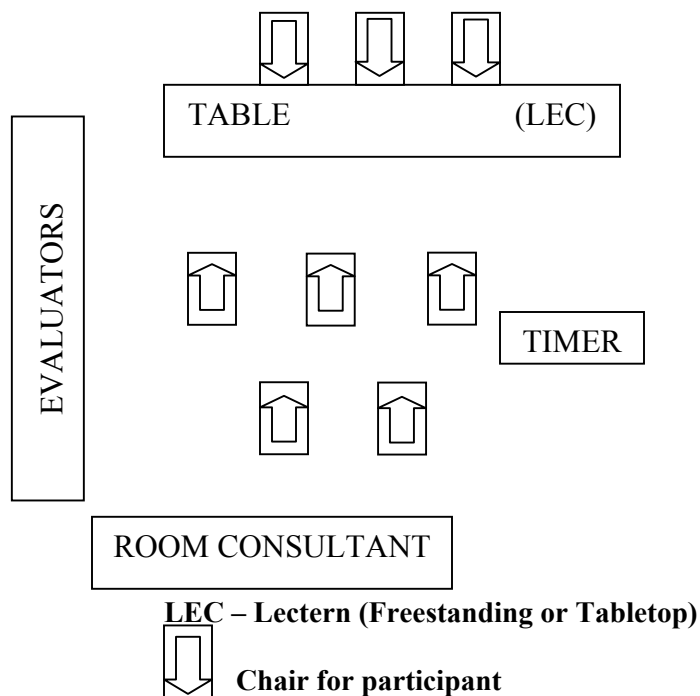 TABLE (LEC)
EVALUATORS
TIMER
ROOM CONSULTANT
LEC – Lectern (Freestanding or Tabletop)
Chair for participant